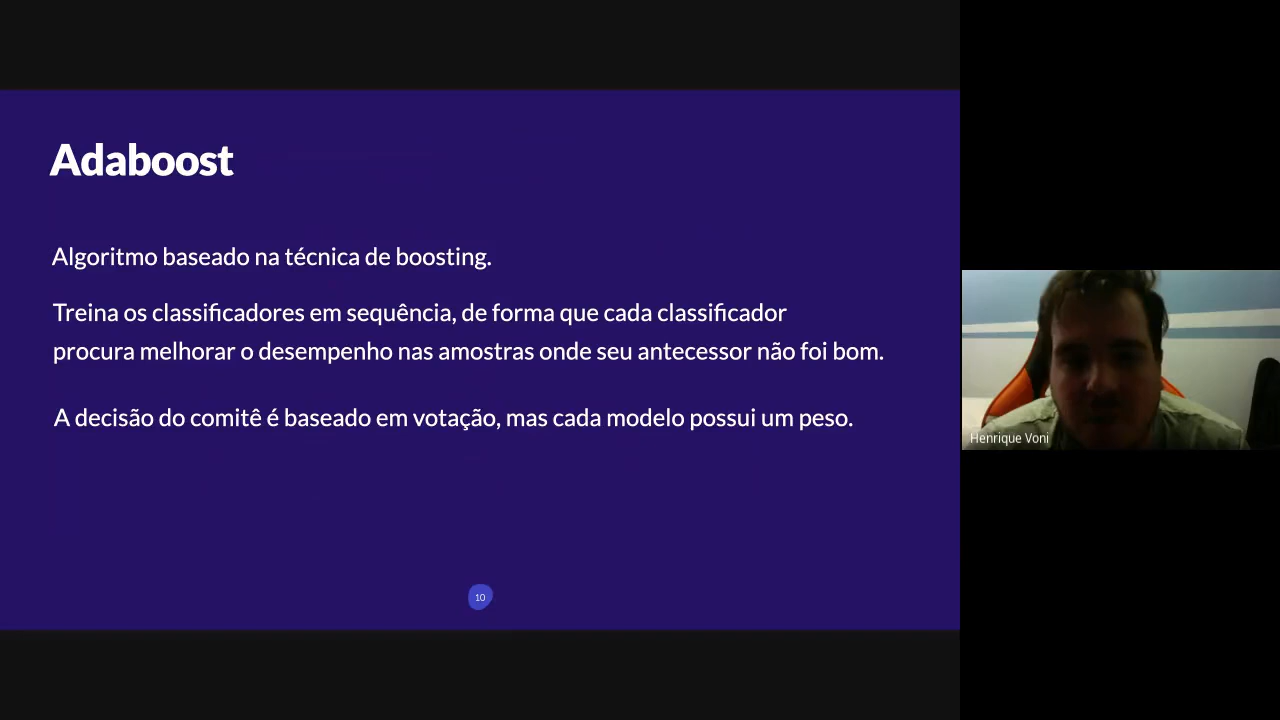 Adaboost
Algoritmo baseado na técnica de boosting.
Treina os classificadores em sequência, de forma que cada classificador
procura melhorar o desempenho nas amostras onde seu antecessor não foi bom.
A decisão do comitê é baseado em votação, mas cada modelo possui um peso.
10
Henrique Voni